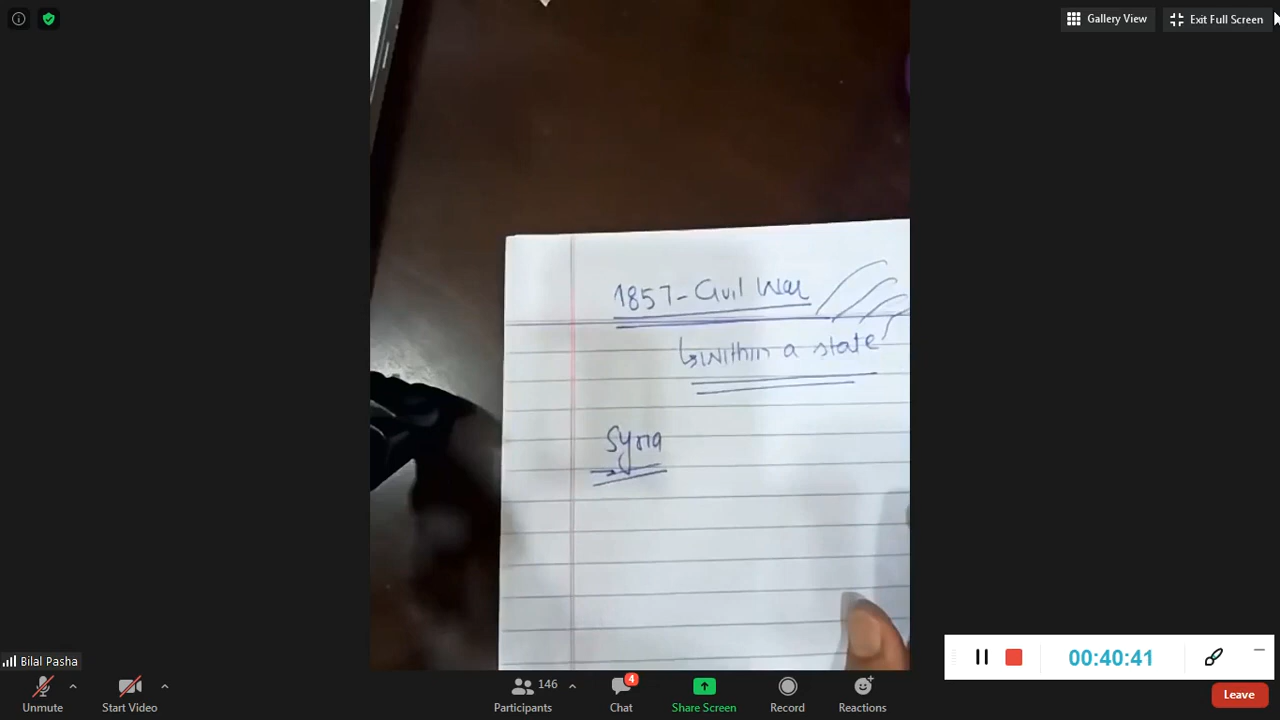 Gallery View
Exit Full Screen
1857 - Civil War
within a state
Syria
Bilal Pasha
00:40:41
Unmute
Start Video
146
Participants
4
Chat
Share Screen
Record
Reactions
Leave